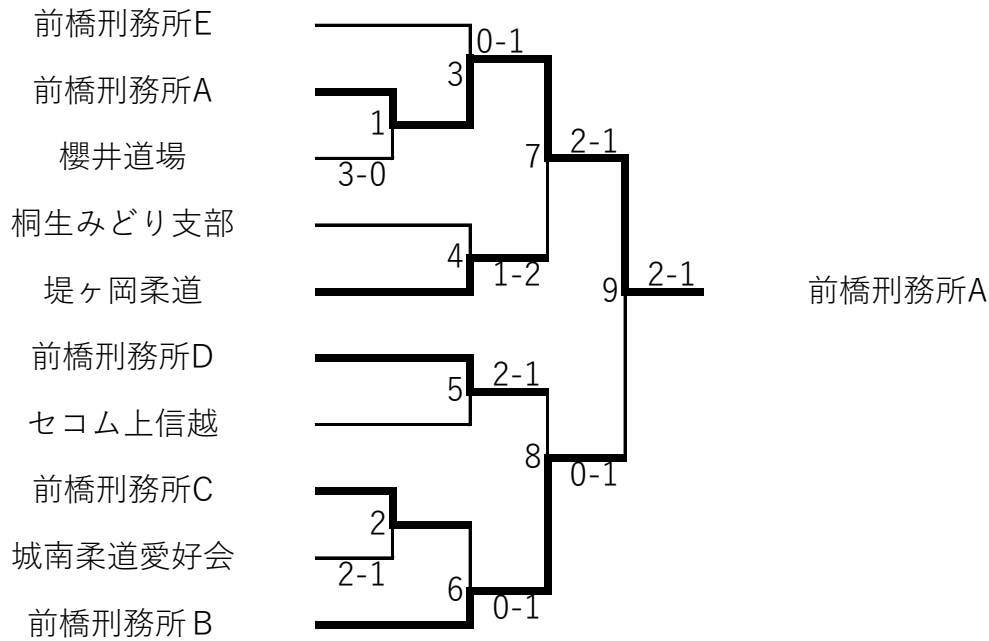 前橋刑務所E
0-1
3
前橋刑務所A
1
櫻井道場
3-0
7
2-1
桐生みどり支部
4
1-2
堤ヶ岡柔道
9
2-1
前橋刑務所A
前橋刑務所D
5
2-1
セコム上信越
8
0-1
前橋刑務所C
2
城南柔道愛好会
2-1
6
0-1
前橋刑務所B